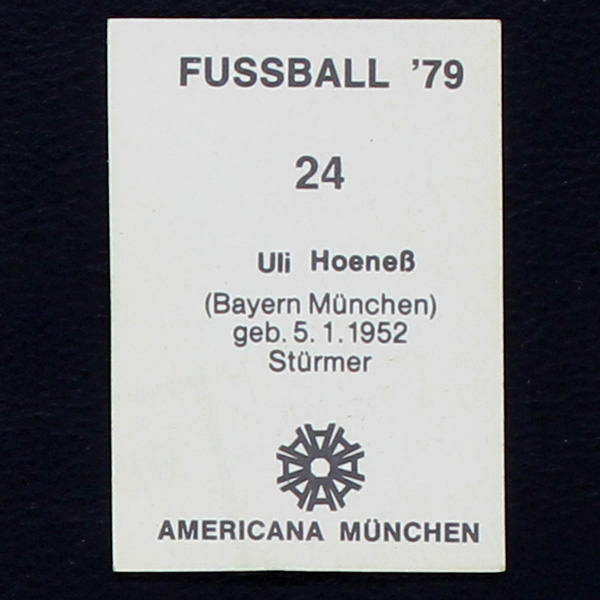 FUSSBALL '79
24
Uli Hoeneß
(Bayern München)
geb. 5. 1. 1952
Stürmer
AMERICANA MÜNCHEN